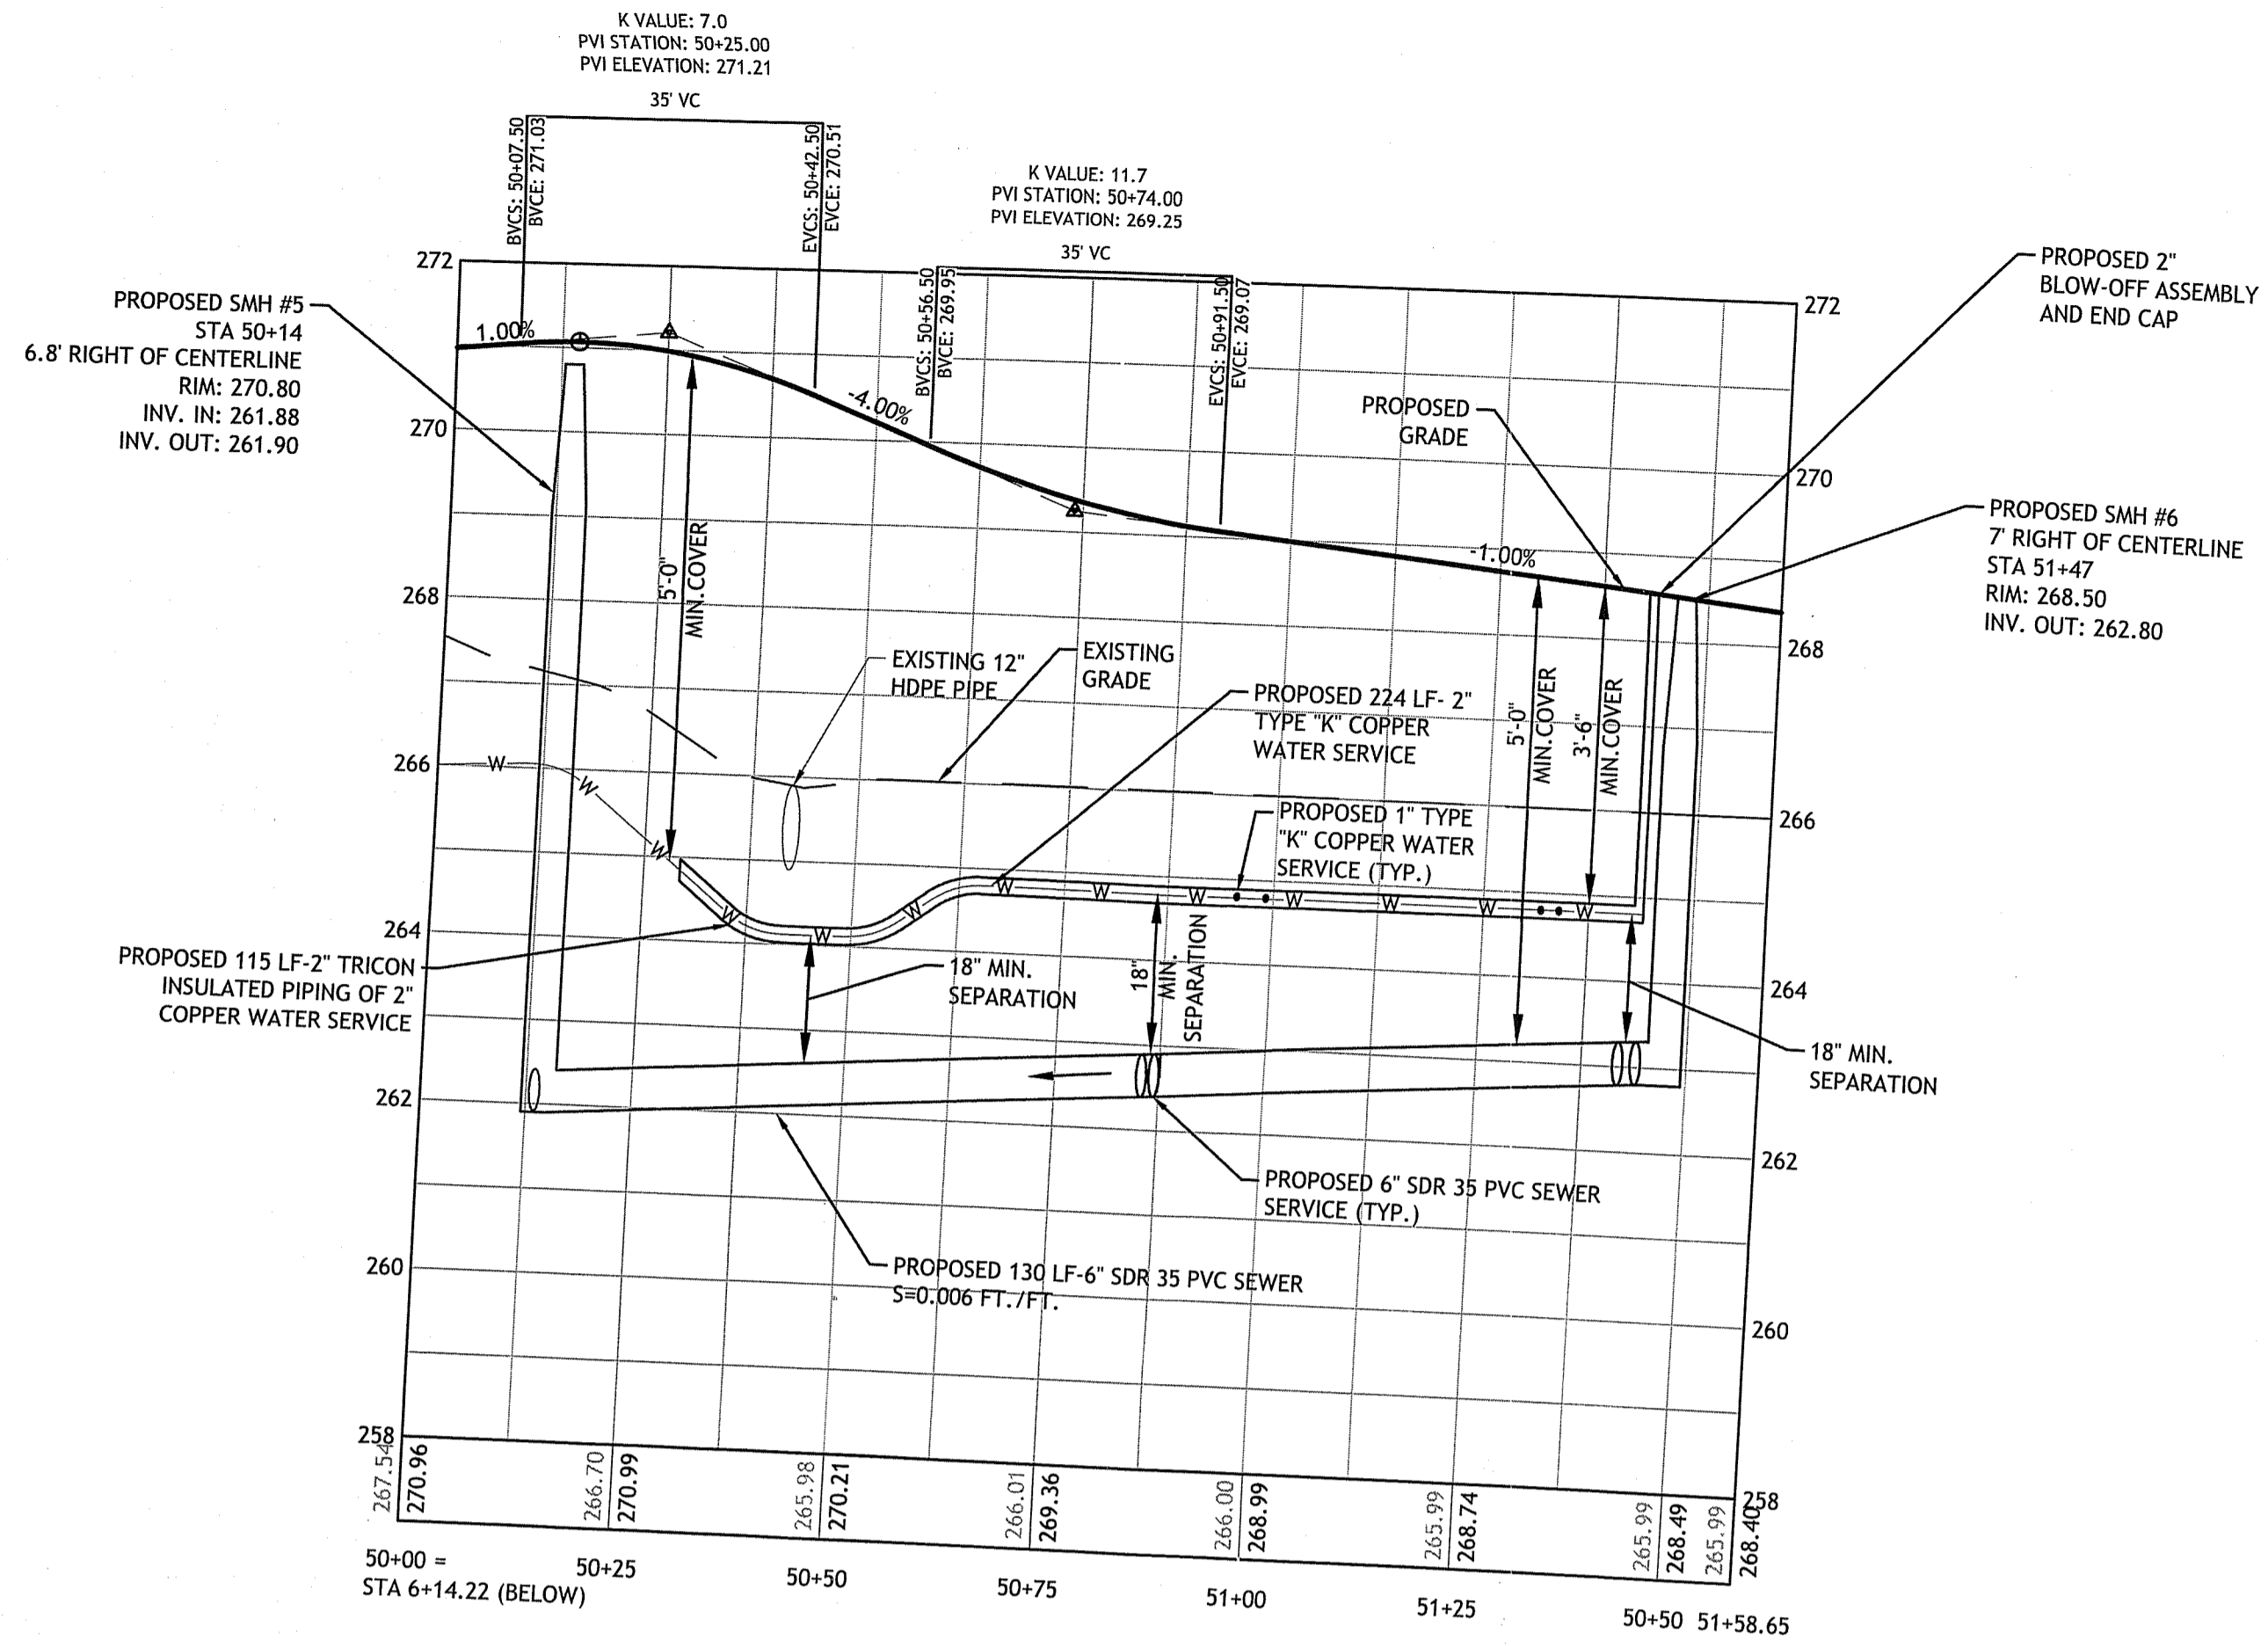 K VALUE: 7.0
PVI STATION: 50+25.00
PVI ELEVATION: 271.21
35' VC
BVCS: 50+07.50
BVCE: 271.03
EVCS: 50+42.50
EVCE: 270.51
K VALUE: 11.7
PVI STATION: 50+74.00
PVI ELEVATION: 269.25
35' VC
BVCS: 50+56.50
BVCE: 269.95
EVCS: 50+91.50
EVCE: 269.07
272
272
PROPOSED 2"
BLOW-OFF ASSEMBLY
AND END CAP
PROPOSED SMH #5
STA 50+14
6.8' RIGHT OF CENTERLINE
RIM: 270.80
INV. IN: 261.88
INV. OUT: 261.90
1.00%
-4.00%
-1.00%
PROPOSED
GRADE
270
270
PROPOSED SMH #6
7' RIGHT OF CENTERLINE
STA 51+47
RIM: 268.50
INV. OUT: 262.80
5'-0"
MIN.COVER
268
268
EXISTING 12"
HDPE PIPE
EXISTING
GRADE
PROPOSED 224 LF- 2"
TYPE "K" COPPER
WATER SERVICE
5'-0"
MIN.COVER
3'-6"
MIN.COVER
266
266
W
W
W
PROPOSED 1" TYPE
"K" COPPER WATER
SERVICE (TYP.)
W
W
W
W
W
W
W
W
W
W
264
264
PROPOSED 115 LF-2" TRICON
INSULATED PIPING OF 2"
COPPER WATER SERVICE
18" MIN.
SEPARATION
18"
MIN.
SEPARATION
18" MIN.
SEPARATION
262
262
PROPOSED 6" SDR 35 PVC SEWER
SERVICE (TYP.)
PROPOSED 130 LF-6" SDR 35 PVC SEWER
S=0.006 FT./FT.
260
260
258
258
267.54
270.96
266.70
270.99
265.98
270.21
266.01
269.36
266.00
268.99
265.99
268.74
265.99
268.49
265.99
268.40
50+00 =
STA 6+14.22 (BELOW)
50+25
50+50
50+75
51+00
51+25
50+50
51+58.65